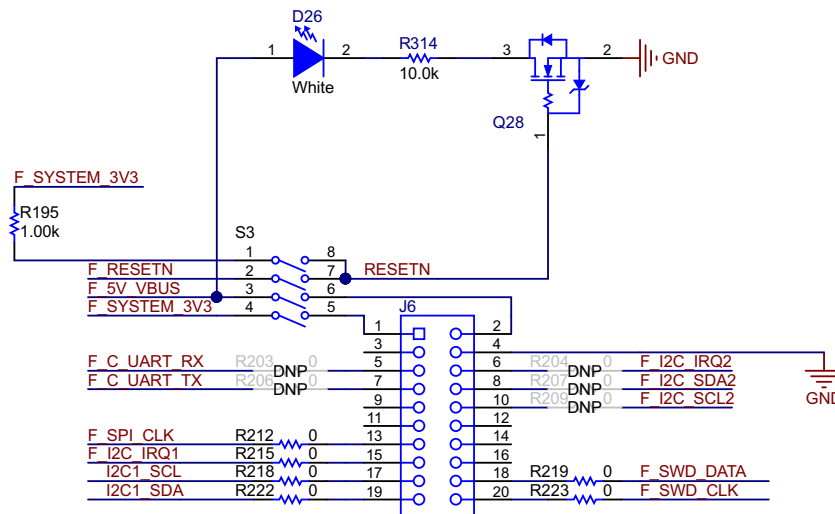 D26
1 2 R314 3 2 GND
10.0k
White
Q28
1
F_SYSTEM_3V3
R195
1.00k
S3
1 8
F_RESETN 2 7 RESETN
F_5V_VBUS 3 6
F_SYSTEM_3V3 4 5
J6
1 2
3 4
F_C_UART_RX R203 DNP 0 5 6 R204 DNP 0 F_I2C_IRQ2
F_C_UART_TX R206 DNP 0 7 8 R207 DNP 0 F_I2C_SDA2
9 10 R209 DNP 0 F_I2C_SCL2
GND
11 12
F_SPI_CLK R212 0 13 14
F_I2C_IRQ1 R215 0 15 16
I2C1_SCL R218 0 17 18 R219 0 F_SWD_DATA
I2C1_SDA R222 0 19 20 R223 0 F_SWD_CLK